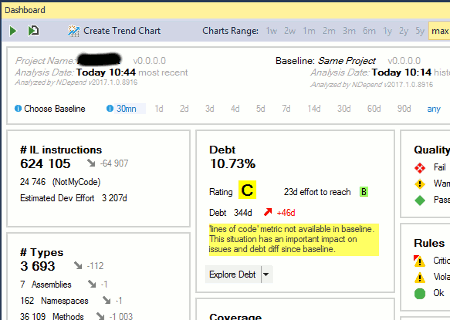 Dashboard
Create Trend Chart Charts Range: 1w 2w 1m 2m 3m 4m 6m 1y 2y 5y max
Project Name: v0.0.0 Baseline: Same Project v0.0.0
Analysis Date: Today 10:44 most recent Analysis Date: Today 10:14
Analyzed by NDepend v2017.1.0.8916 Analyzed by NDepend v2017.1.0.8916
Choose Baseline 30mn 1d 2d 3d 4d 5d 7d 14d 30d 60d 90d any
# IL instructions
624 105 -64 907
24 746 (NotMyCode)
Estimated Dev Effort 3 207d
# Types
3 693 -112
7 Assemblies -1
162 Namespaces -1
36 109 Methods -1 003
Debt
10.73%
Rating C 23d effort to reach B
Debt 344d +46d
'lines of code' metric not available in baseline.
This situation has an important impact on
issues and debt diff since baseline.
Explore Debt
Coverage
Quality
Fail
Warn
Pass
Rules
Critic
Viola
Ok